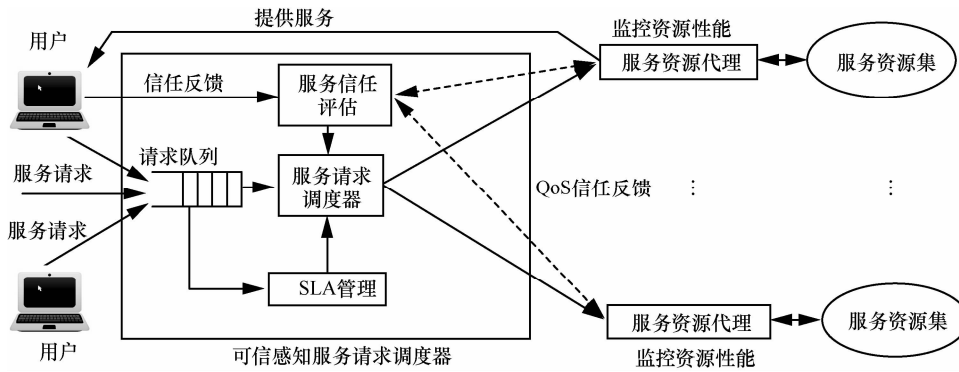 提供服务
用户
监控资源性能
服务资源代理
服务资源集
信任反馈
服务信任
评估
请求队列
服务请求
服务请求
调度器
QoS信任反馈
⋮
⋮
服务请求
SLA管理
服务资源代理
服务资源集
用户
可信感知服务请求调度器
监控资源性能